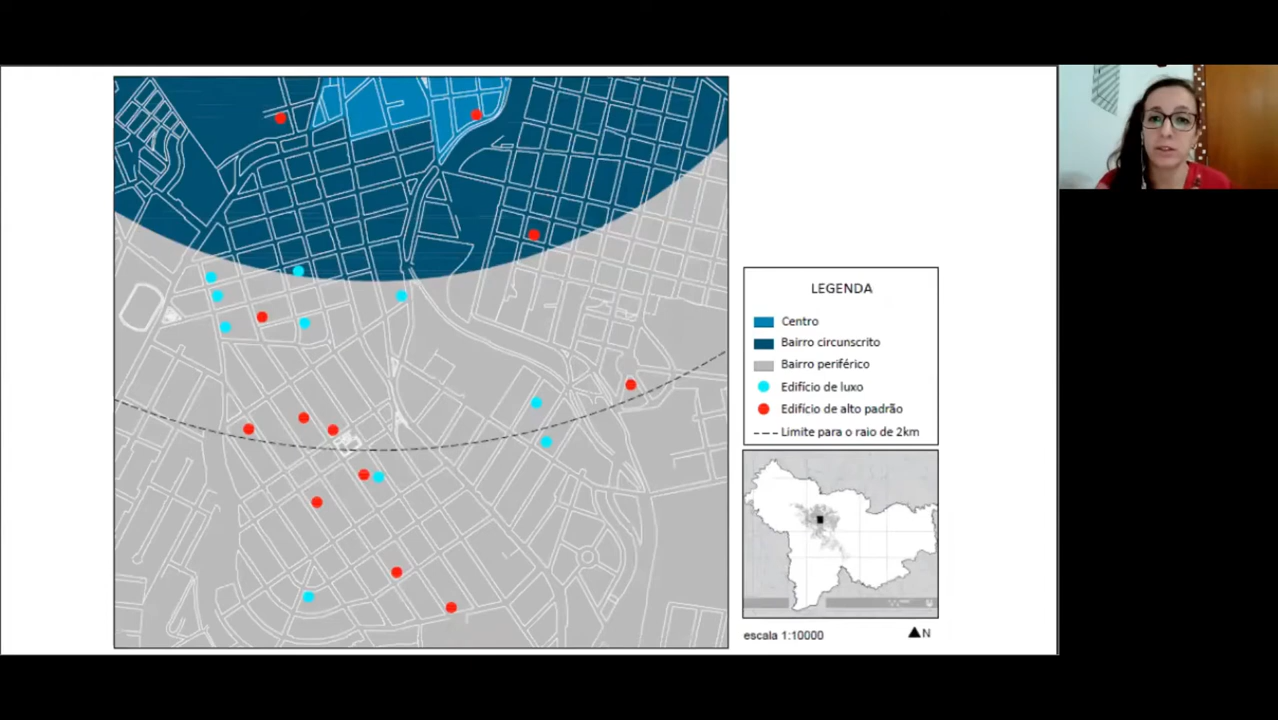 LEGENDA
Centro
Bairro circunscrito
Bairro periférico
Edifício de luxo
Edifício de alto padrão
Limite para o raio de 2km
escala 1:10000
N